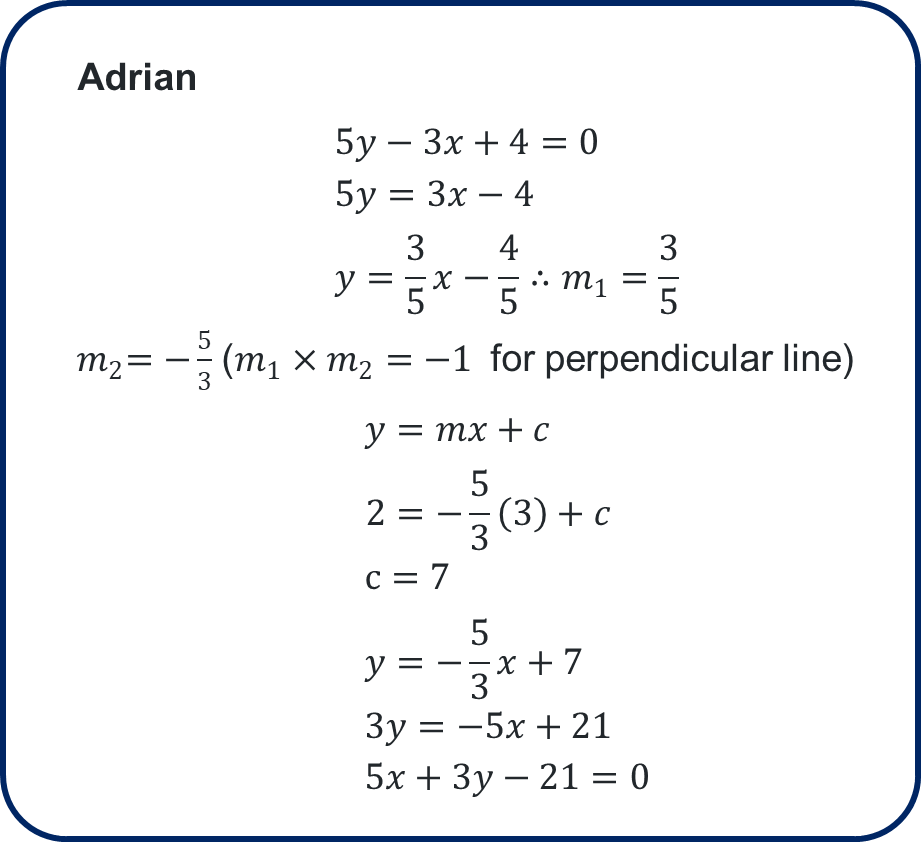 Adrian
5y − 3x + 4 = 0
5y = 3x − 4
y = 3/5 x − 4/5 ∴ m₁ = 3/5
m₂= − 5/3 (m₁ × m₂ = −1 for perpendicular line)
y = mx + c
2 = − 5/3 (3) + c
c = 7
y = − 5/3 x + 7
3y = −5x + 21
5x + 3y − 21 = 0